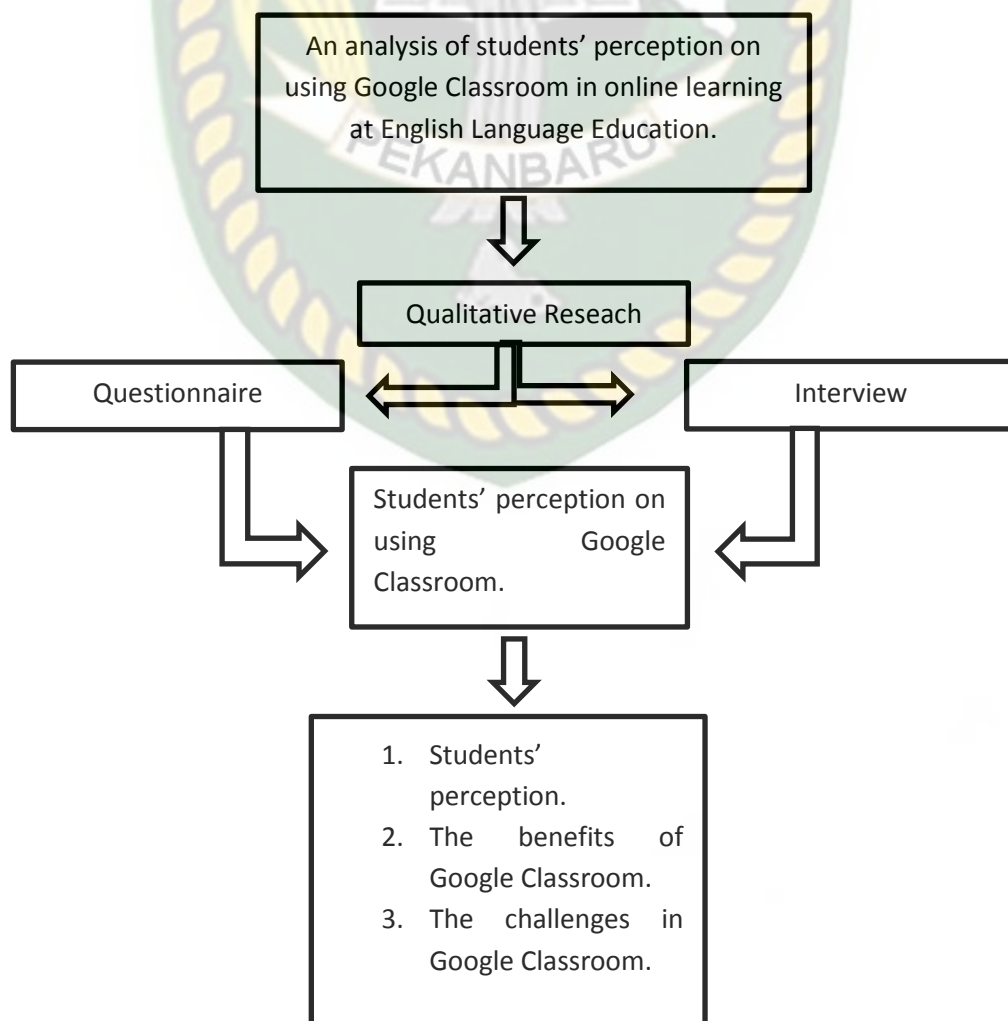 An analysis of students’ perception on
using Google Classroom in online learning
at English Language Education.
PEKANBARU
Qualitative Reseach
Questionnaire
Interview
Students’ perception on
using Google
Classroom.
1. Students’
perception.
2. The benefits of
Google Classroom.
3. The challenges in
Google Classroom.